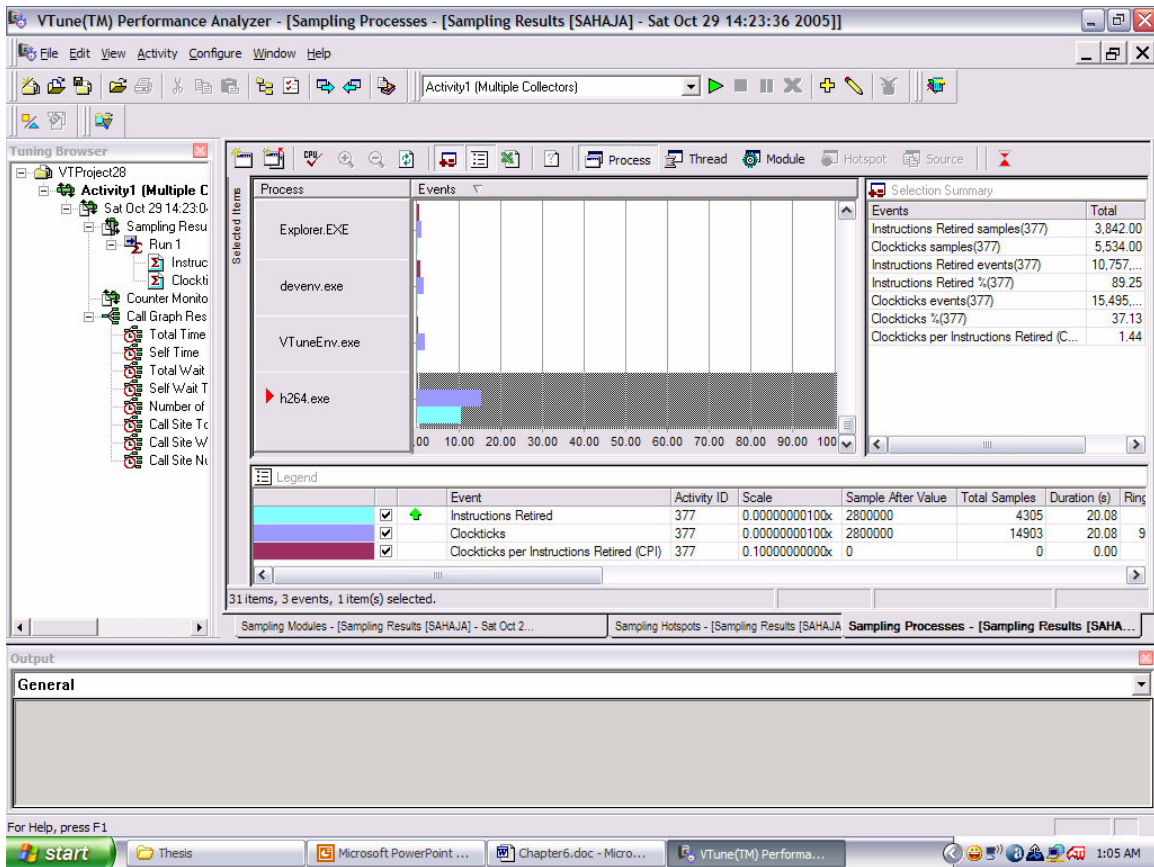 VTune(TM) Performance Analyzer - [Sampling Processes - [Sampling Results [SAHAJA] - Sat Oct 29 14:23:36 2005]]
File Edit View Activity Configure Window Help
Activity1 (Multiple Collectors)
Tuning Browser
VTProject28
Activity1 (Multiple C
Sat Oct 29 14:23:0
Sampling Resu
Run 1
Instruc
Clockti
Counter Monito
Call Graph Res
Total Time
Self Time
Total Wait
Self Wait T
Number of
Call Site To
Call Site W
Call Site Nu
CPU
Process Thread Module Hotspot Source
Selected Items
Process Events
Explorer.EXE
devenv.exe
VTuneEnv.exe
h264.exe
.00 10.00 20.00 30.00 40.00 50.00 60.00 70.00 80.00 90.00 100
Selection Summary
Events Total
Instructions Retired samples(377) 3,842.00
Clockticks samples(377) 5,534.00
Instructions Retired events(377) 10,757,...
Instructions Retired %(377) 89.25
Clockticks events(377) 15,495,...
Clockticks %(377) 37.13
Clockticks per Instructions Retired (C... 1.44
Legend
Event Activity ID Scale Sample After Value Total Samples Duration (s) Ring
Instructions Retired 377 0.00000000100x 2800000 4305 20.08
Clockticks 377 0.00000000100x 2800000 14903 20.08 9
Clockticks per Instructions Retired (CPI) 377 0.10000000000x 0 0 0.00
31 items, 3 events, 1 item(s) selected.
Sampling Modules - [Sampling Results [SAHAJA] - Sat Oct 2... Sampling Hotspots - [Sampling Results [SAHAJA Sampling Processes - [Sampling Results [SAHA...
Output
General
For Help, press F1
start Thesis Microsoft PowerPoint ... Chapter6.doc - Micro... VTune(TM) Performa... 1:05 AM